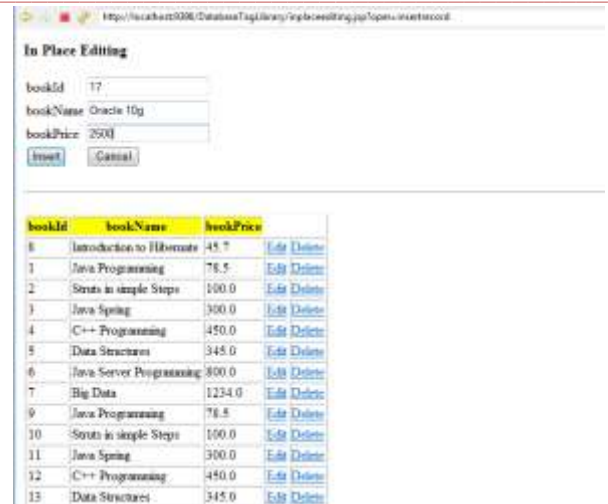 http://localhost:8086/DatabaseTagLibrary/inplaceediting.jsp?open=insertrecord
In Place Editing
bookId 17
bookName Oracle 10g
bookPrice 2500
Insert Cancel
bookId bookName bookPrice
8 Introduction to Hibernate 45.7 Edit Delete
1 Java Programming 78.5 Edit Delete
2 Struts in simple Steps 100.0 Edit Delete
3 Java Spring 300.0 Edit Delete
4 C++ Programming 450.0 Edit Delete
5 Data Structures 345.0 Edit Delete
6 Java Server Programming 800.0 Edit Delete
7 Big Data 1234.0 Edit Delete
9 Java Programming 78.5 Edit Delete
10 Struts in simple Steps 100.0 Edit Delete
11 Java Spring 300.0 Edit Delete
12 C++ Programming 450.0 Edit Delete
13 Data Structures 345.0 Edit Delete